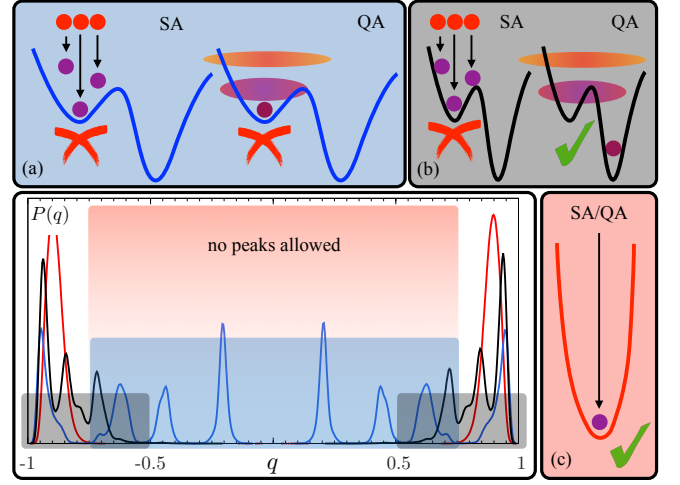 SA
QA
(a)
SA
QA
(b)
P(q)
no peaks allowed
-1
-0.5
q
0.5
1
SA/QA
(c)